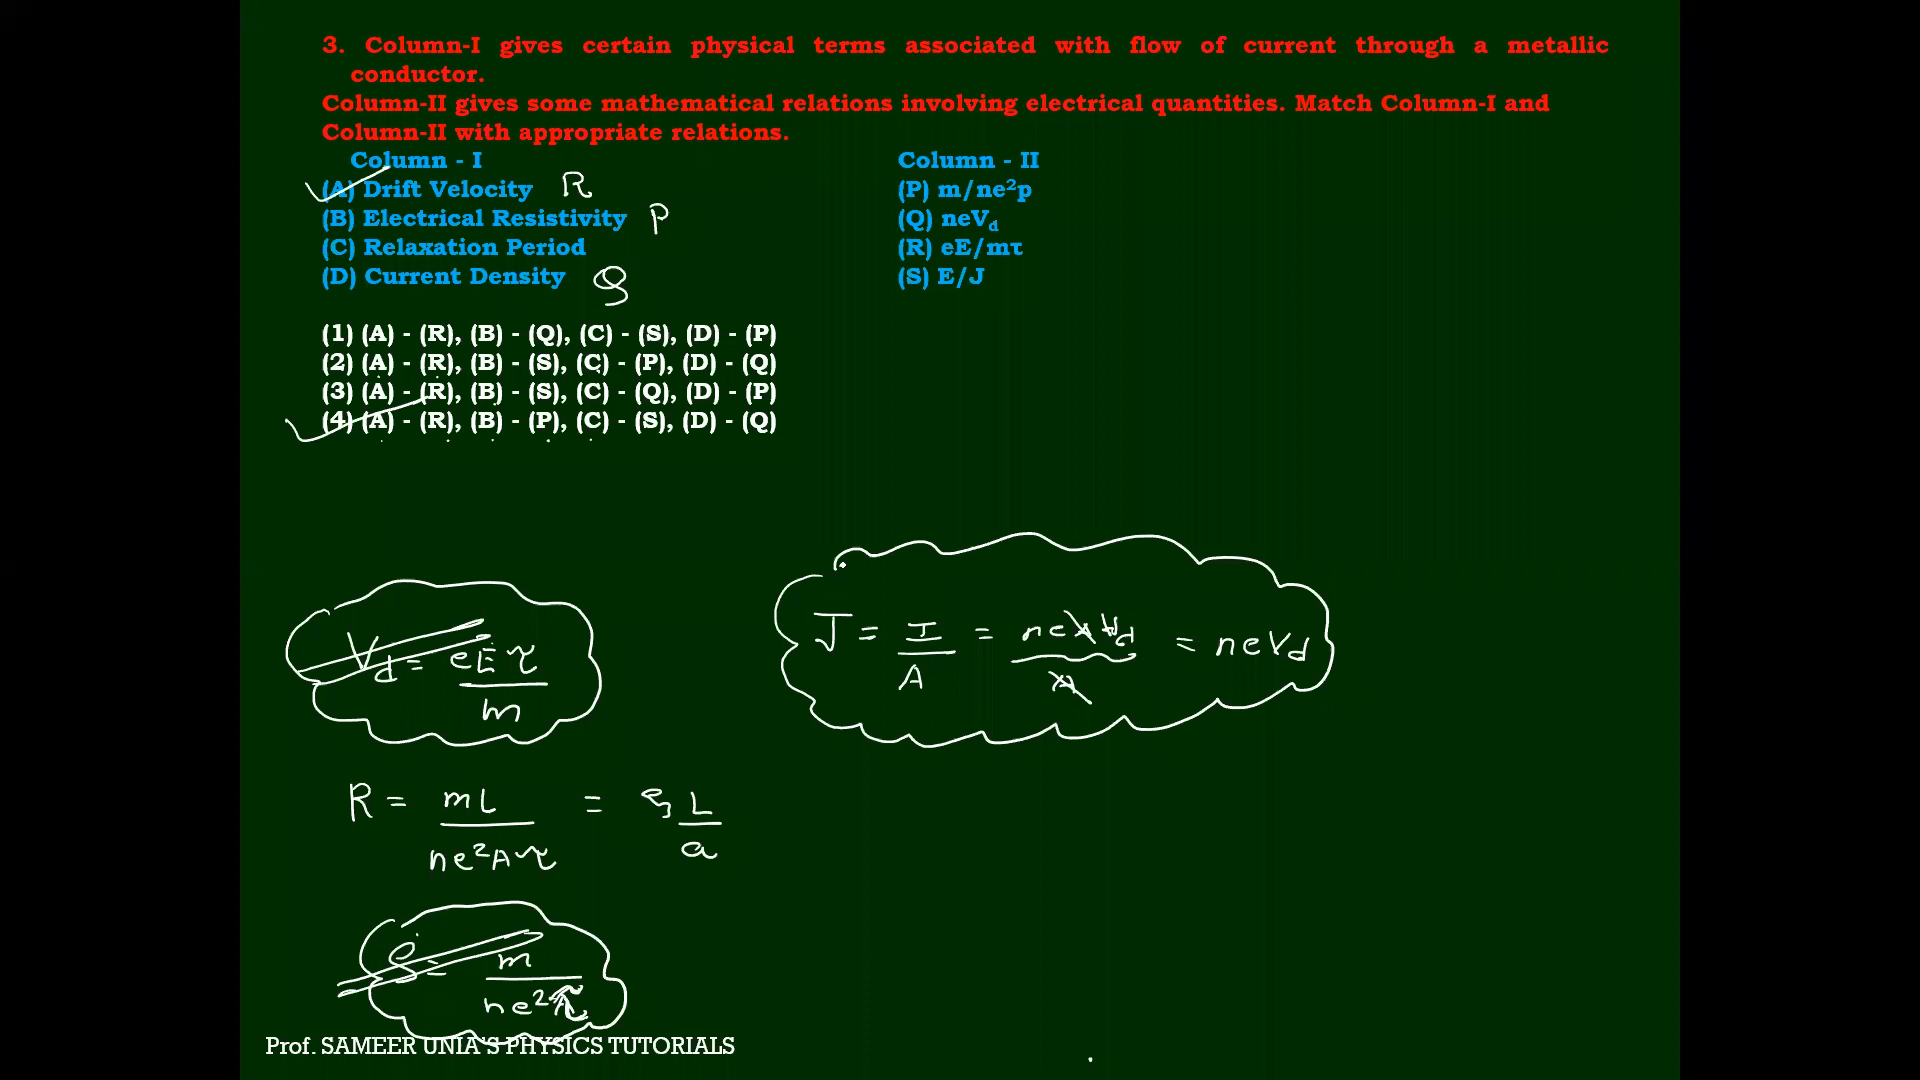 3. Column-I gives certain physical terms associated with flow of current through a metallic
conductor.
Column-II gives some mathematical relations involving electrical quantities. Match Column-I and
Column-II with appropriate relations.
Column - I Column - II
(A) Drift Velocity R (P) m/ne²p
(B) Electrical Resistivity P (Q) neV_d
(C) Relaxation Period (R) eE/mτ
(D) Current Density Q (S) E/J
(1) (A) - (R), (B) - (Q), (C) - (S), (D) - (P)
(2) (A) - (R), (B) - (S), (C) - (P), (D) - (Q)
(3) (A) - (R), (B) - (S), (C) - (Q), (D) - (P)
(4) (A) - (R), (B) - (P), (C) - (S), (D) - (Q)
V_d = eEτ / m
J = I / A = neAV_d / A = neV_d
R = mL / ne²Aτ = ρ L / a
ρ = m / ne²τ
Prof. SAMEER UNIA'S PHYSICS TUTORIALS